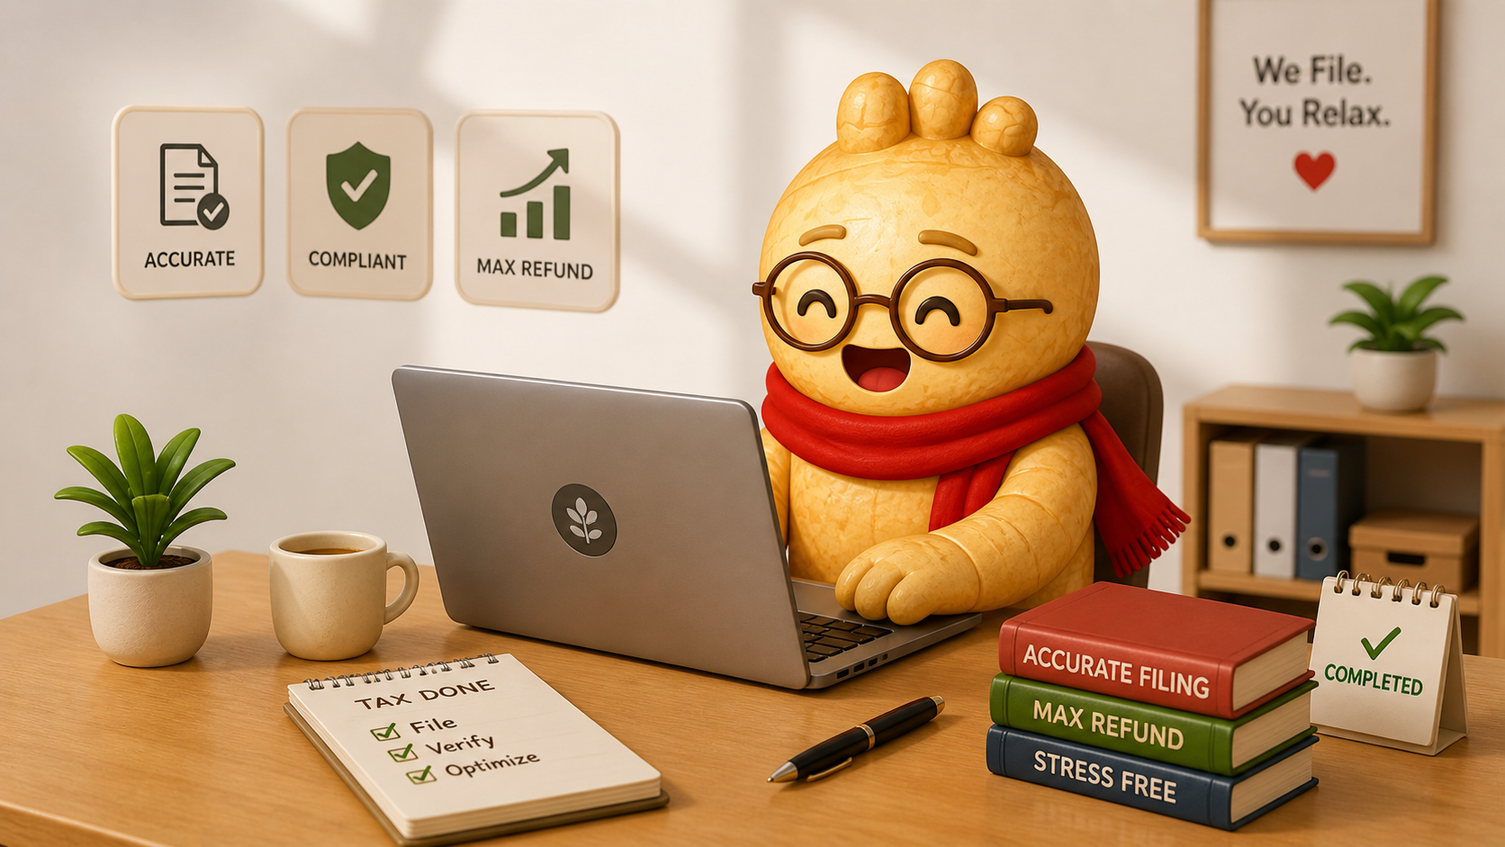 ACCURATE
COMPLIANT
MAX REFUND
We File.
You Relax.
TAX DONE
File
Verify
Optimize
ACCURATE FILING
MAX REFUND
STRESS FREE
COMPLETED